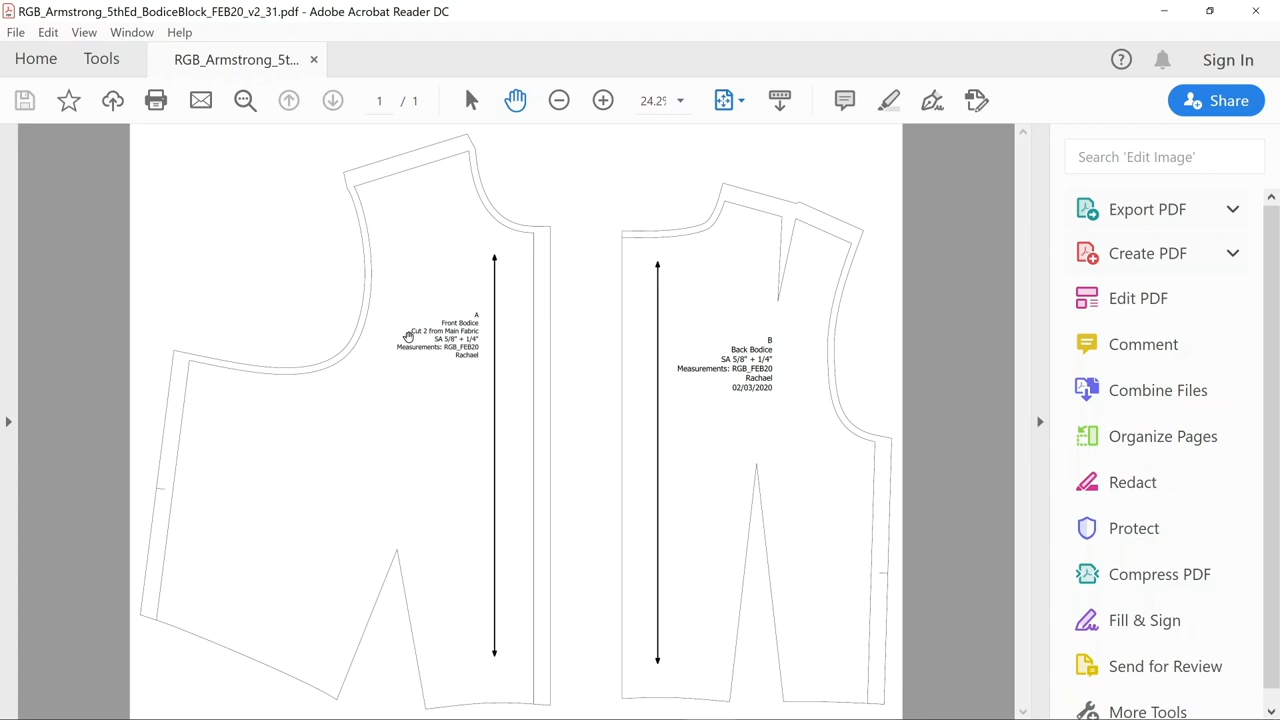 RGB_Armstrong_5thEd_BodiceBlock_FEB20_v2_31.pdf - Adobe Acrobat Reader DC
File Edit View Window Help
Home Tools RGB_Armstrong_5t... × Sign In
1 / 1 24.2% Share
Search 'Edit Image'
Export PDF
Create PDF
Edit PDF
Comment
Combine Files
Organize Pages
Redact
Protect
Compress PDF
Fill & Sign
Send for Review
More Tools
A
Front Bodice
Cut 2 from Main Fabric
SA 5/8" + 1/4"
Measurements: RGB_FEB20
Rachael
B
Back Bodice
SA 5/8" + 1/4"
Measurements: RGB_FEB20
Rachael
02/03/2020